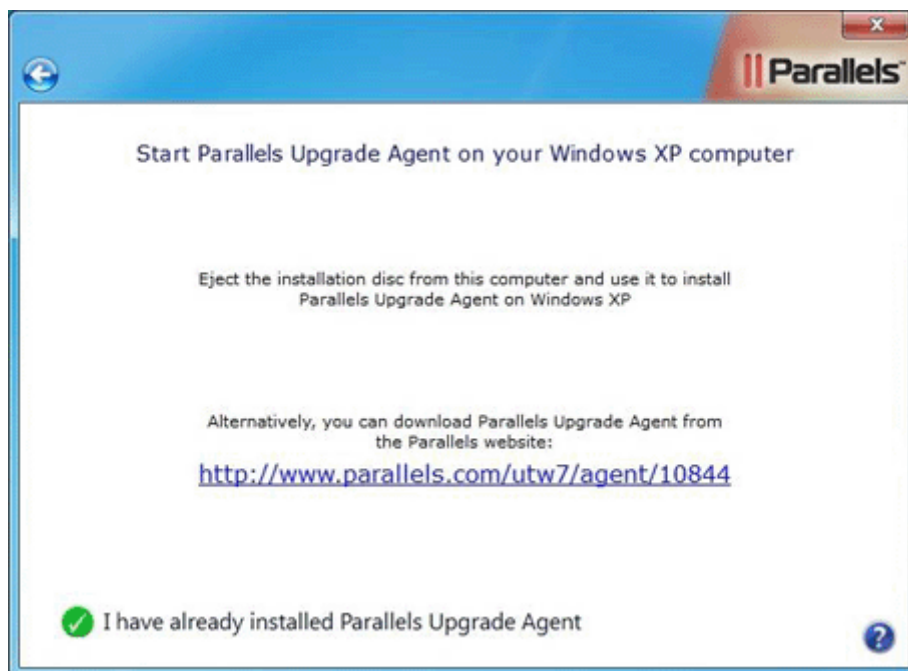 Parallels™
Start Parallels Upgrade Agent on your Windows XP computer
Eject the installation disc from this computer and use it to install
Parallels Upgrade Agent on Windows XP
Alternatively, you can download Parallels Upgrade Agent from
the Parallels website:
http://www.parallels.com/utw7/agent/10844
I have already installed Parallels Upgrade Agent
?